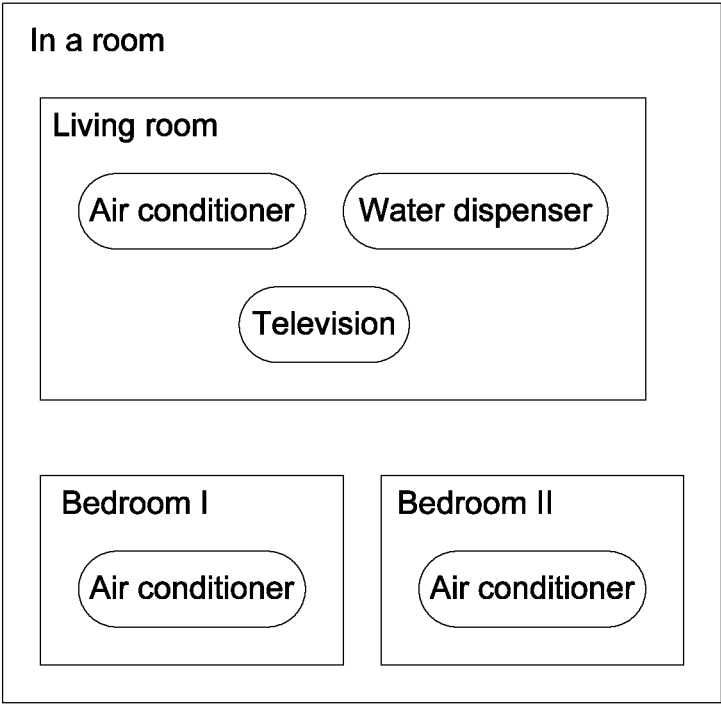 In a room
Living room
Air conditioner
Water dispenser
Television
Bedroom I
Air conditioner
Bedroom II
Air conditioner